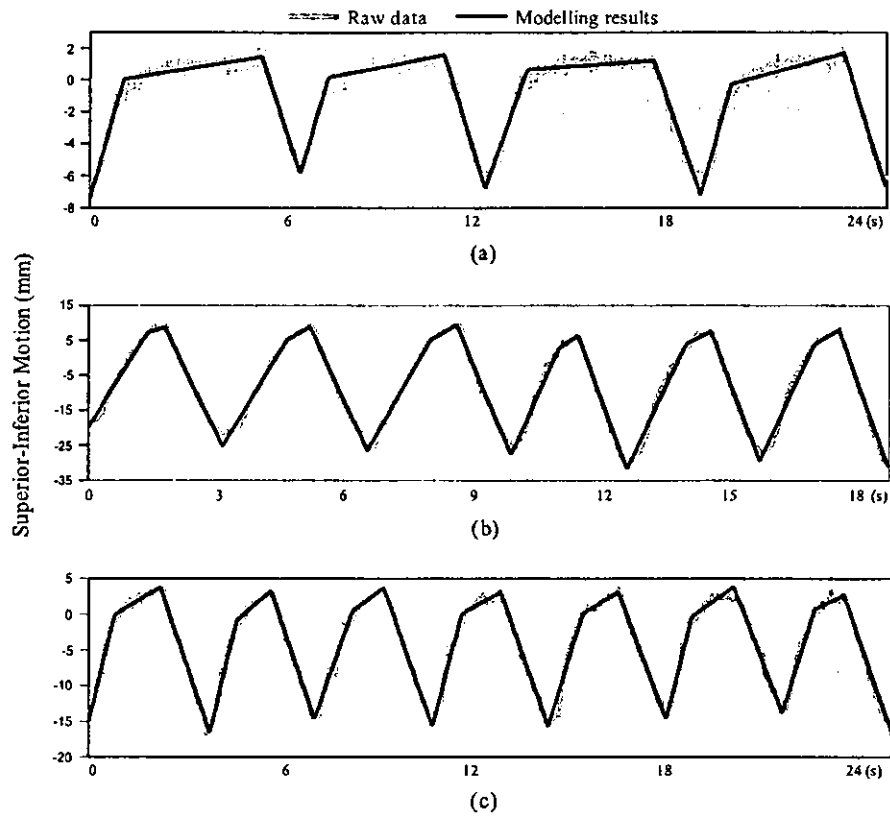 Raw data Modelling results
Superior-Inferior Motion (mm)
2
0
-2
-4
-6
-8
0 6 12 18 24 (s)
(a)
15
5
-5
-15
-25
-35
0 3 6 9 12 15 18 (s)
(b)
5
0
-5
-10
-15
-20
0 6 12 18 24 (s)
(c)